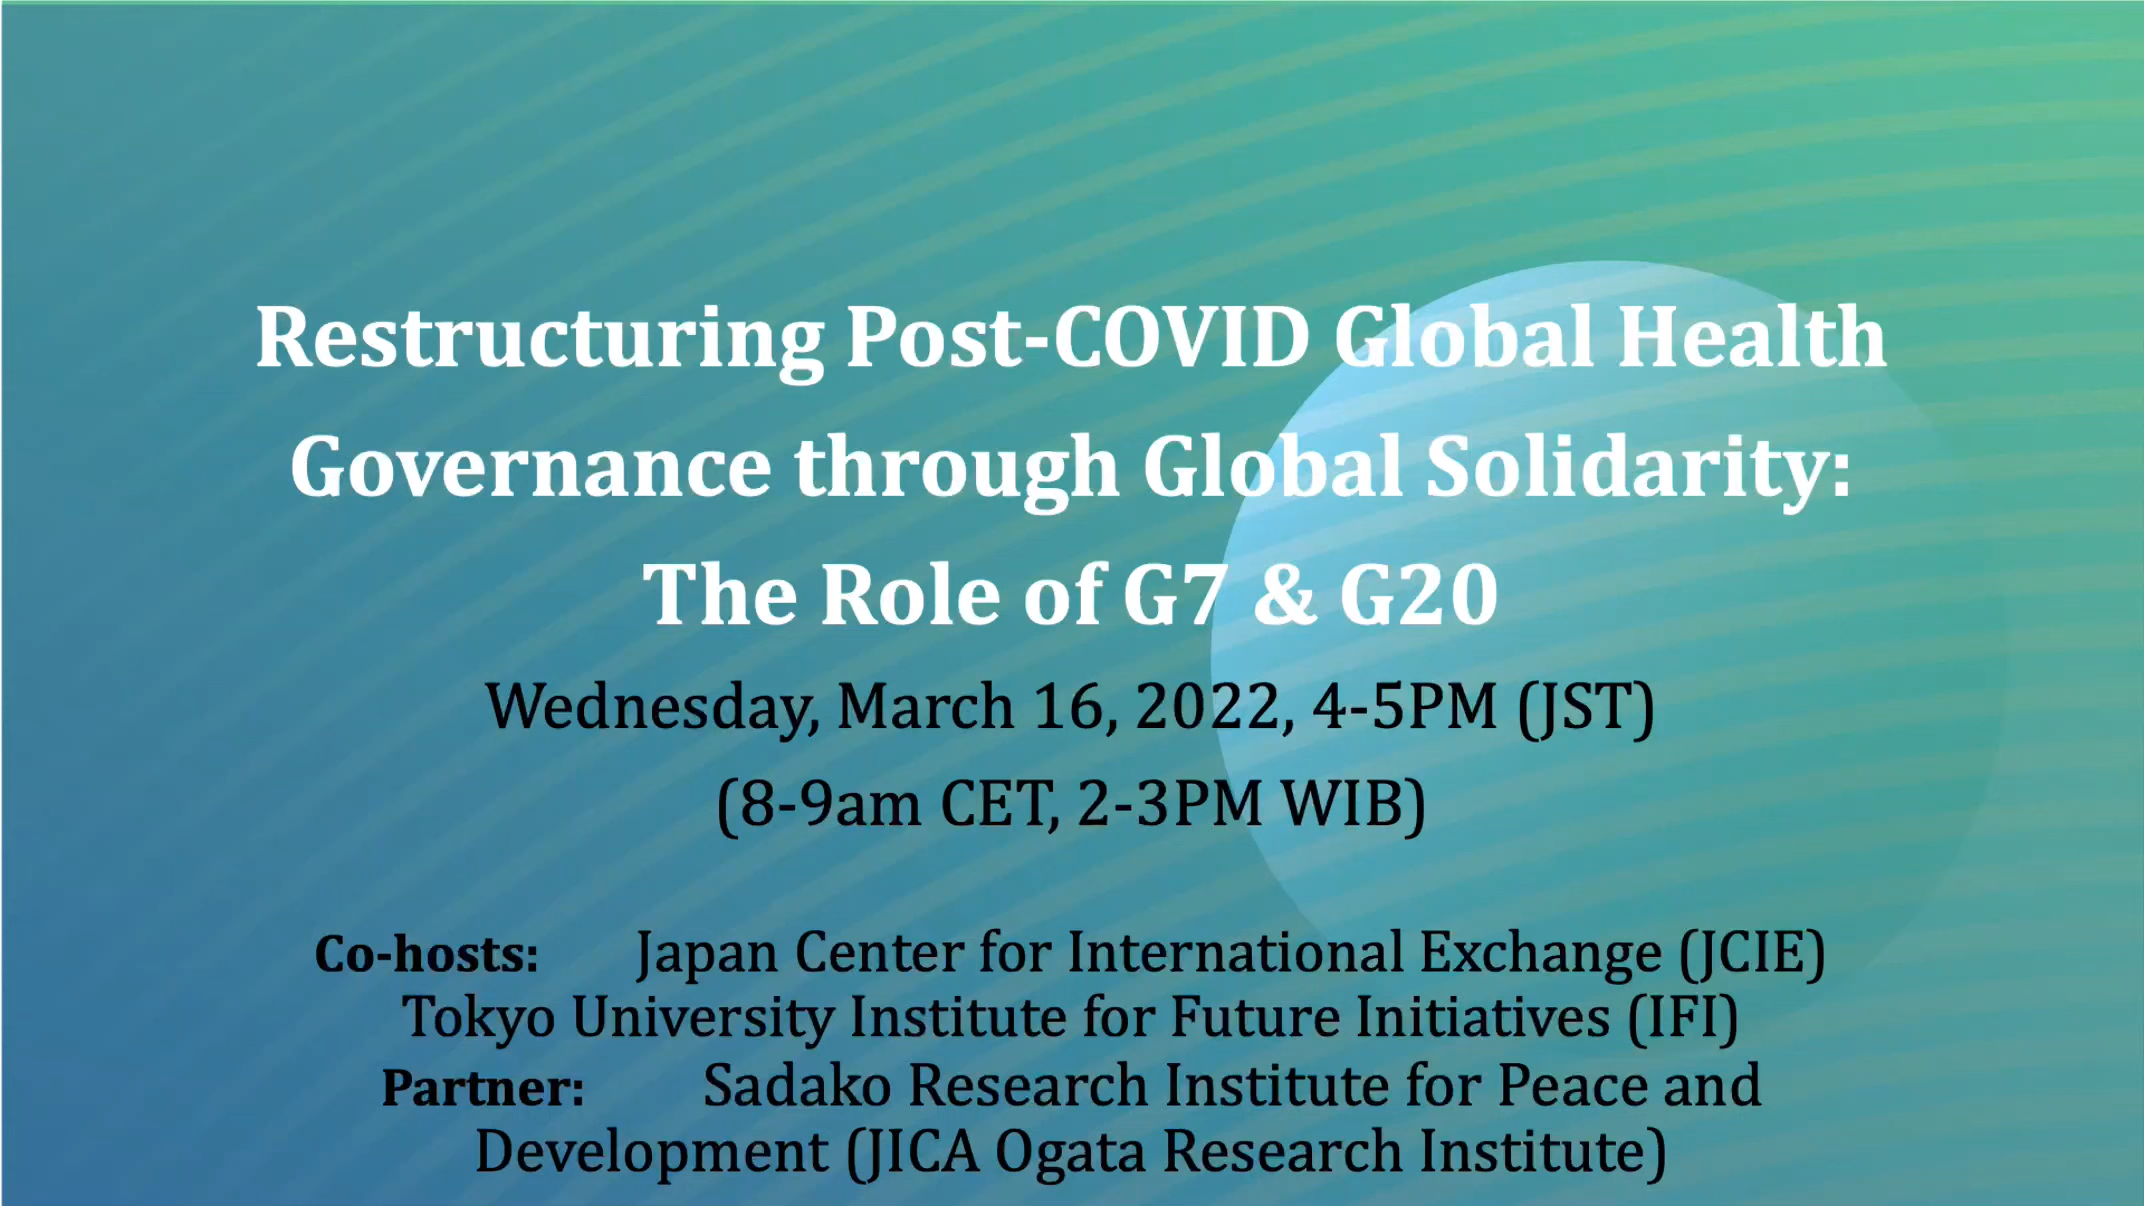 Restructuring Post-COVID Global Health
Governance through Global Solidarity:
The Role of G7 & G20
Wednesday, March 16, 2022, 4-5PM (JST)
(8-9am CET, 2-3PM WIB)
Co-hosts: Japan Center for International Exchange (JCIE)
Tokyo University Institute for Future Initiatives (IFI)
Partner: Sadako Research Institute for Peace and
Development (JICA Ogata Research Institute)